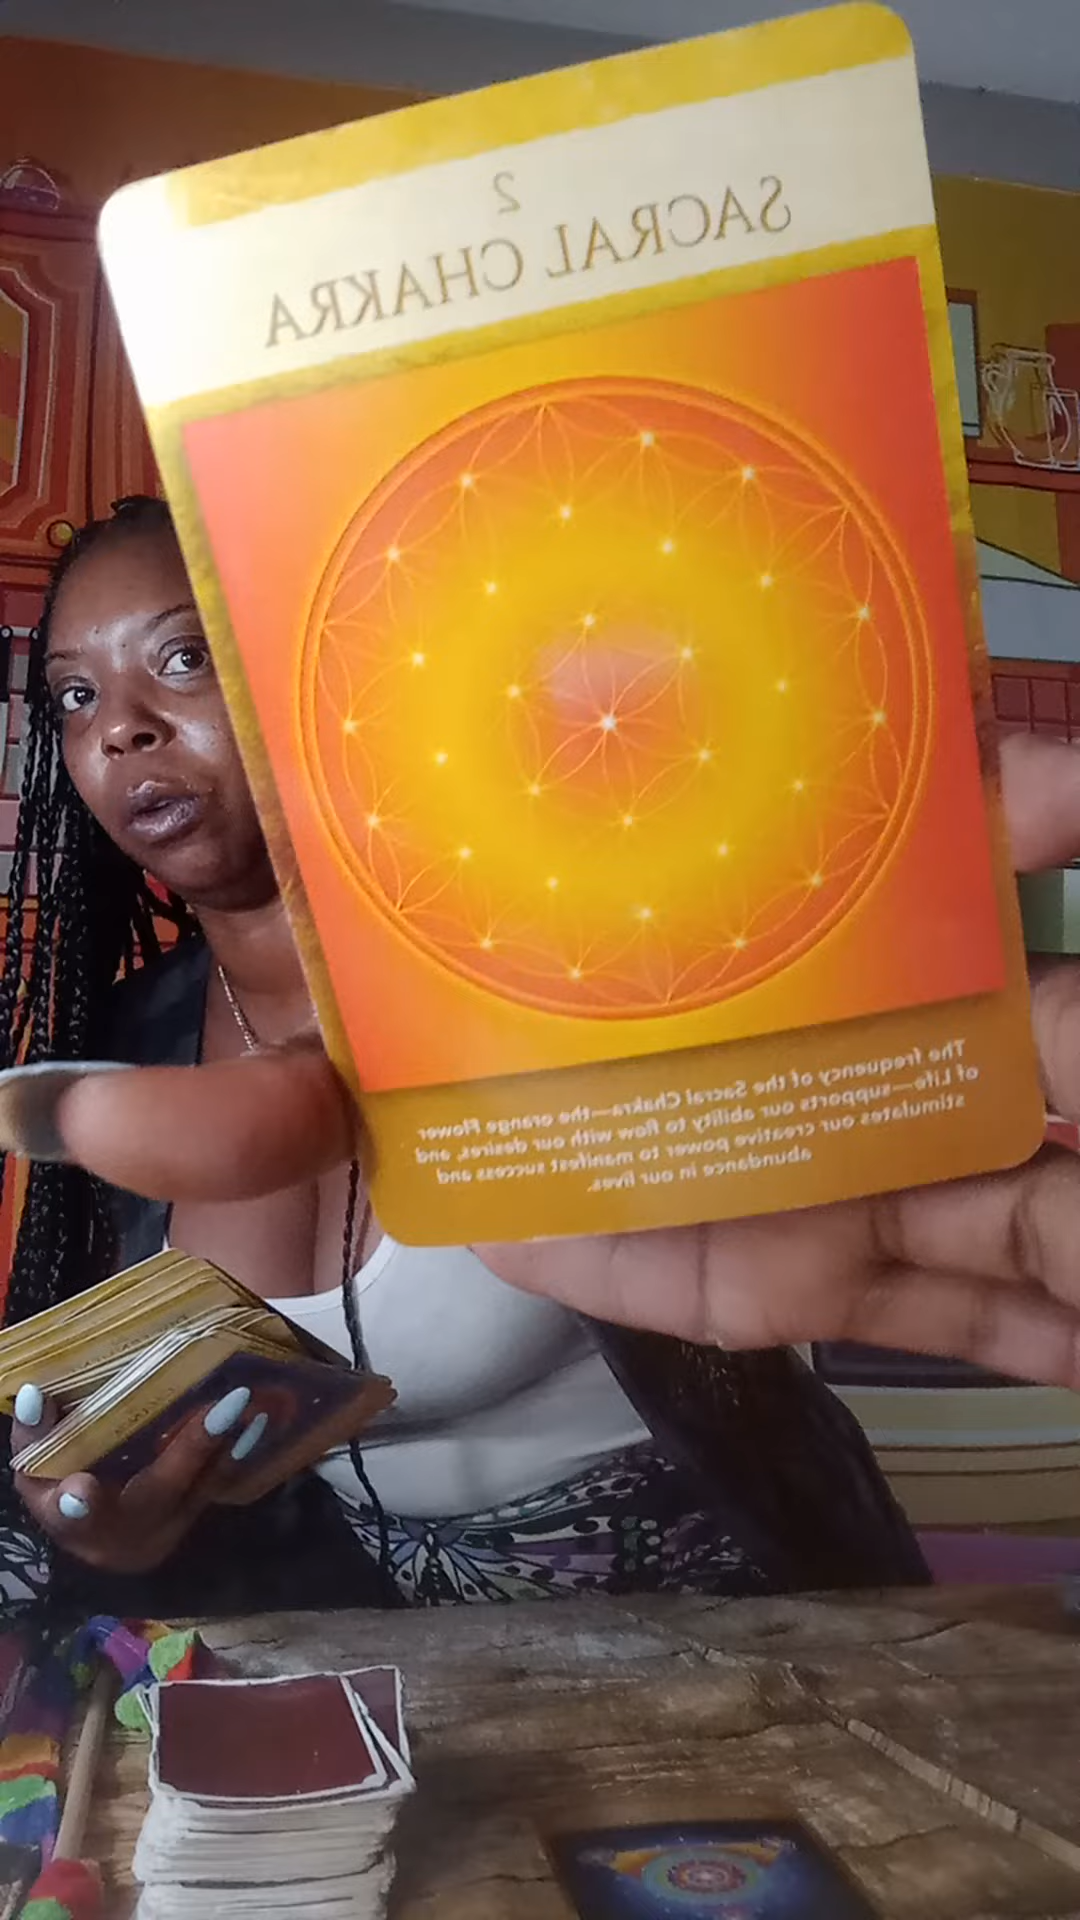 2
SACRAL CHAKRA
The frequency of the Sacral Chakra—the orange Flower
of Life—supports our ability to flow with our desires, and
stimulates our creative power to manifest success and
abundance in our lives.